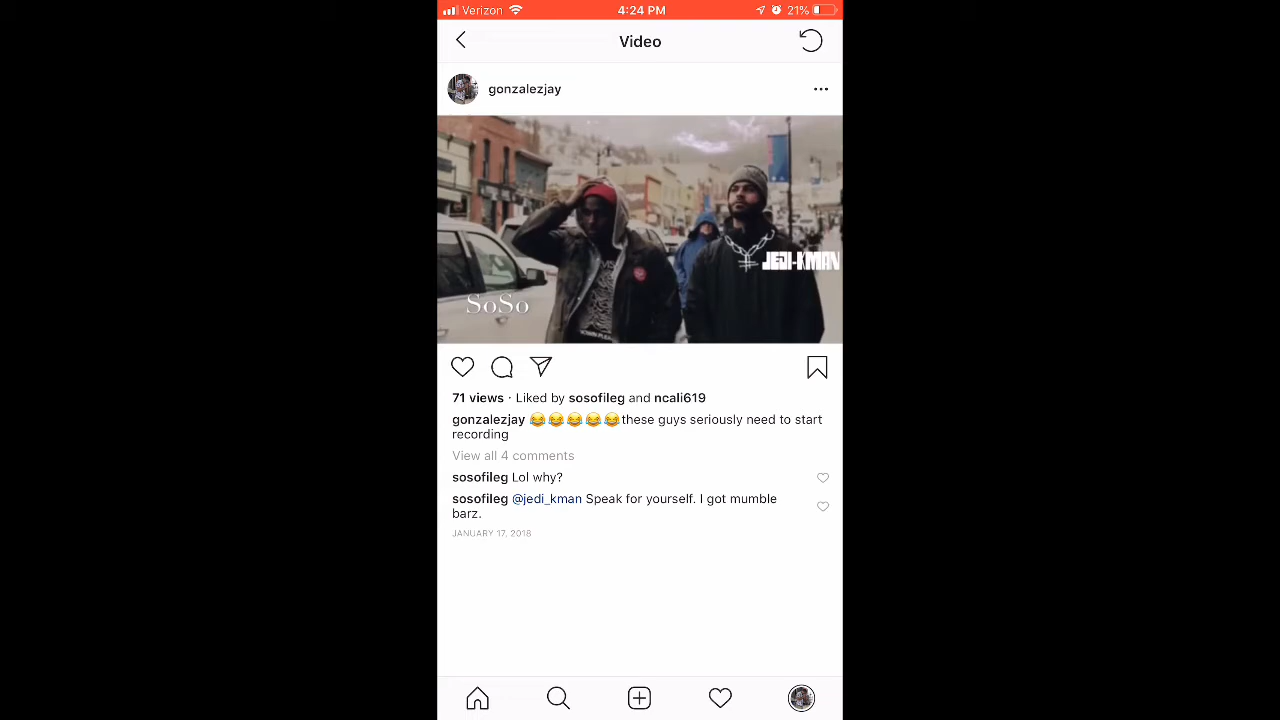 Verizon 4:24 PM 21%
Video
gonzalezjay
JEJI-KMAN
SoSo
71 views · Liked by sosofileg and ncali619
gonzalezjay 😂😂😂😂😂these guys seriously need to start
recording
View all 4 comments
sosofileg Lol why?
sosofileg @jedi_kman Speak for yourself. I got mumble
barz.
JANUARY 17, 2018